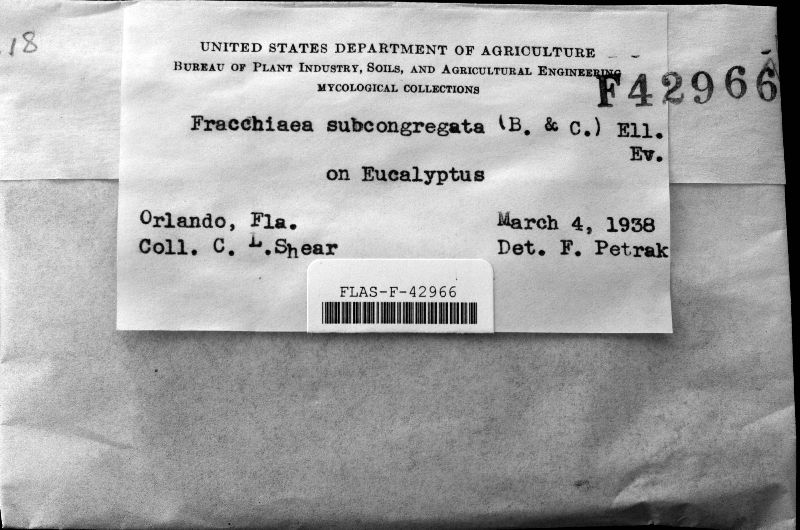 18
UNITED STATES DEPARTMENT OF AGRICULTURE
BUREAU OF PLANT INDUSTRY, SOILS, AND AGRICULTURAL ENGINEERING
MYCOLOGICAL COLLECTIONS
F42966
Fracchiaea subcongregata (B. & C.) Ell.
Ev.
on Eucalyptus
Orlando, Fla. March 4, 1938
Coll. C. L.Shear Det. F. Petrak
FLAS-F-42966